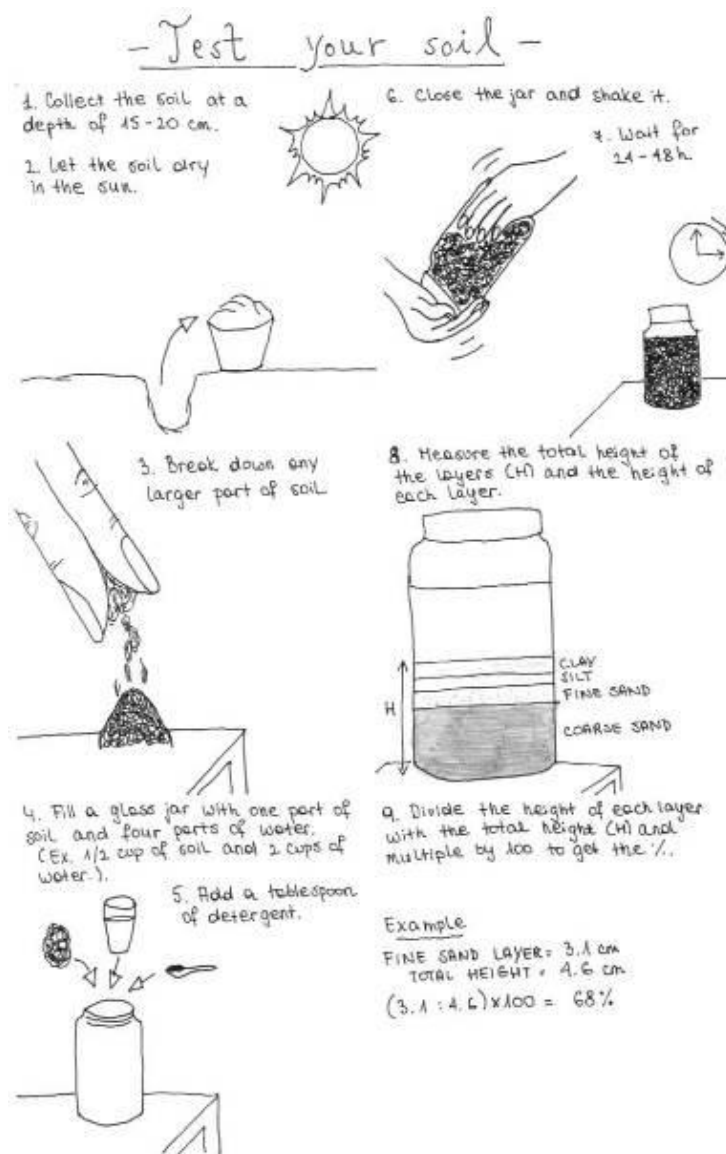 - Test your soil -
1. Collect the soil at a
depth of 15-20 cm.
2. Let the soil dry
in the sun.
3. Break down any
larger part of soil
4. Fill a glass jar with one part of
soil and four parts of water.
(Ex. 1/2 cup of soil and 2 cups of
water.).
5. Add a tablespoon
of detergent.
6. Close the jar and shake it.
7. Wait for
24-48h.
8. Measure the total height of
the layers (H) and the height of
each layer.
H
CLAY
SILT
FINE SAND
COARSE SAND
9. Divide the height of each layer
with the total height (H) and
multiple by 100 to get the %.
Example
FINE SAND LAYER = 3.1 cm
TOTAL HEIGHT = 4.6 cm
(3.1 : 4.6) x 100 = 68%